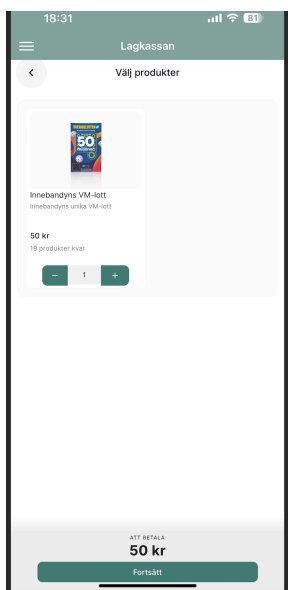 18:31
81
Lagkassan
Välj produkter
50
Innebandyns VM-lott
Innebandyns unika VM-lott
50 kr
19 produkter kvar
− 1 +
ATT BETALA
50 kr
Fortsätt